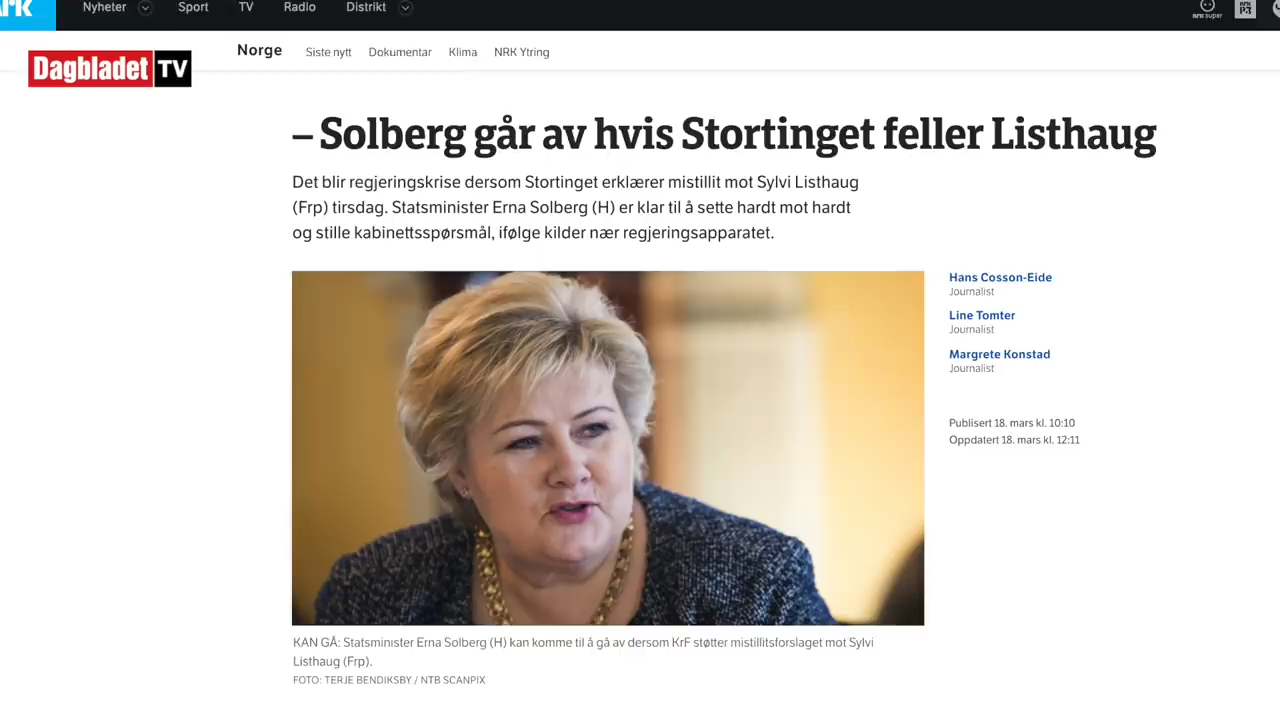 NRK
Nyheter
Sport
TV
Radio
Distrikt
NRK super
NRK P3
Dagbladet TV
Norge
Siste nytt
Dokumentar
Klima
NRK Ytring
– Solberg går av hvis Stortinget feller Listhaug
Det blir regjeringskrise dersom Stortinget erklærer mistillit mot Sylvi Listhaug
(Frp) tirsdag. Statsminister Erna Solberg (H) er klar til å sette hardt mot hardt
og stille kabinettsspørsmål, ifølge kilder nær regjeringsapparatet.
Hans Cosson-Eide
Journalist
Line Tomter
Journalist
Margrete Konstad
Journalist
Publisert 18. mars kl. 10:10
Oppdatert 18. mars kl. 12:11
KAN GÅ: Statsminister Erna Solberg (H) kan komme til å gå av dersom KrF støtter mistillitsforslaget mot Sylvi
Listhaug (Frp).
FOTO: TERJE BENDIKSBY / NTB SCANPIX